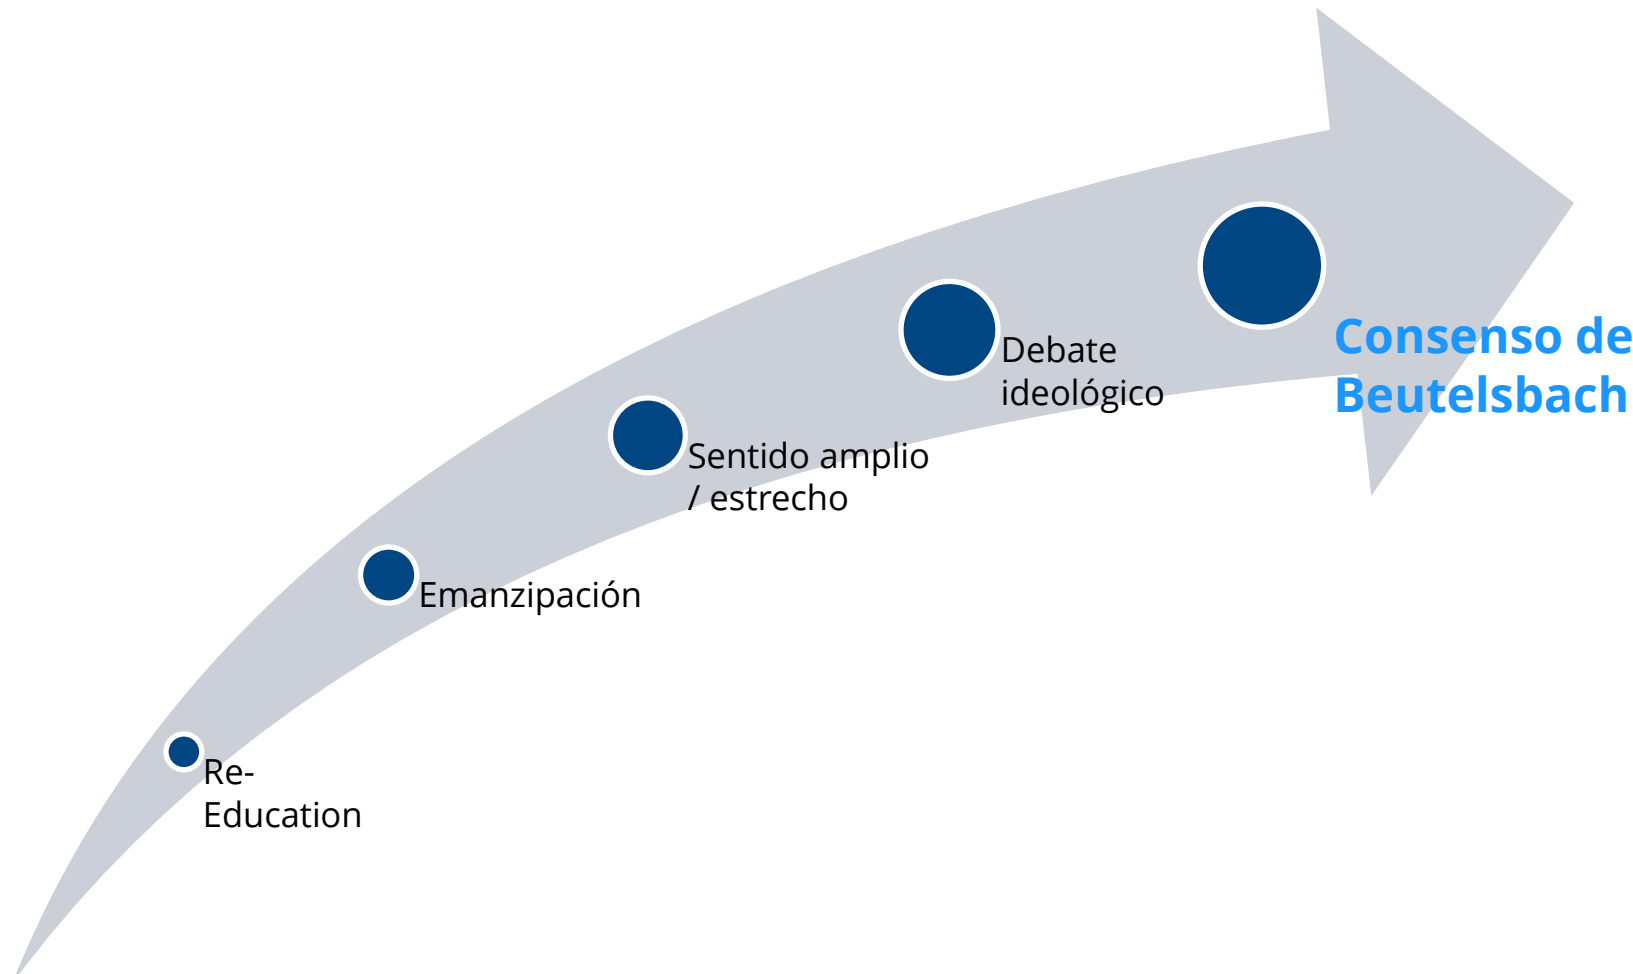 Re-
Education
Emanzipación
Sentido amplio
/ estrecho
Debate
ideológico
Consenso de
Beutelsbach